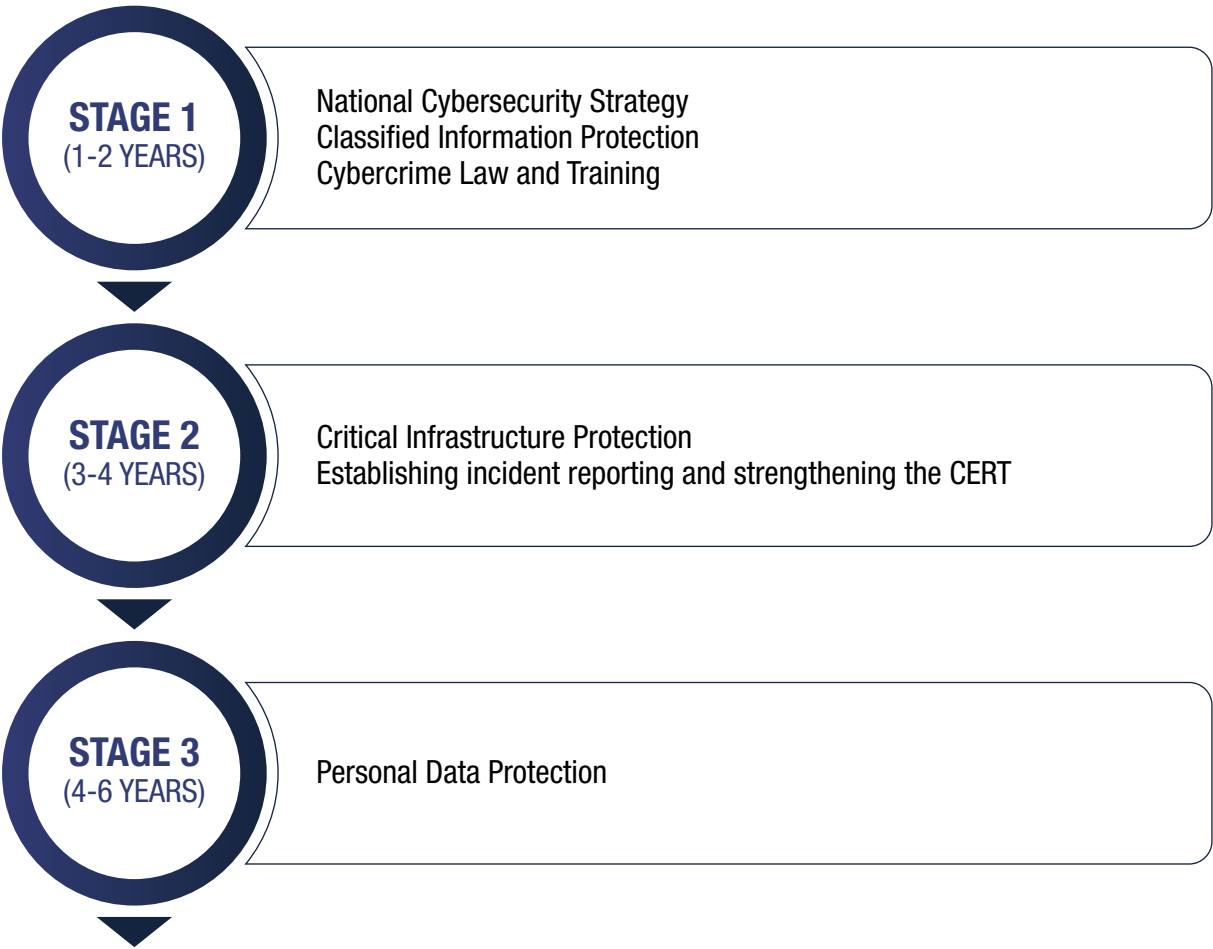 STAGE 1
(1-2 YEARS)
National Cybersecurity Strategy
Classified Information Protection
Cybercrime Law and Training
STAGE 2
(3-4 YEARS)
Critical Infrastructure Protection
Establishing incident reporting and strengthening the CERT
STAGE 3
(4-6 YEARS)
Personal Data Protection